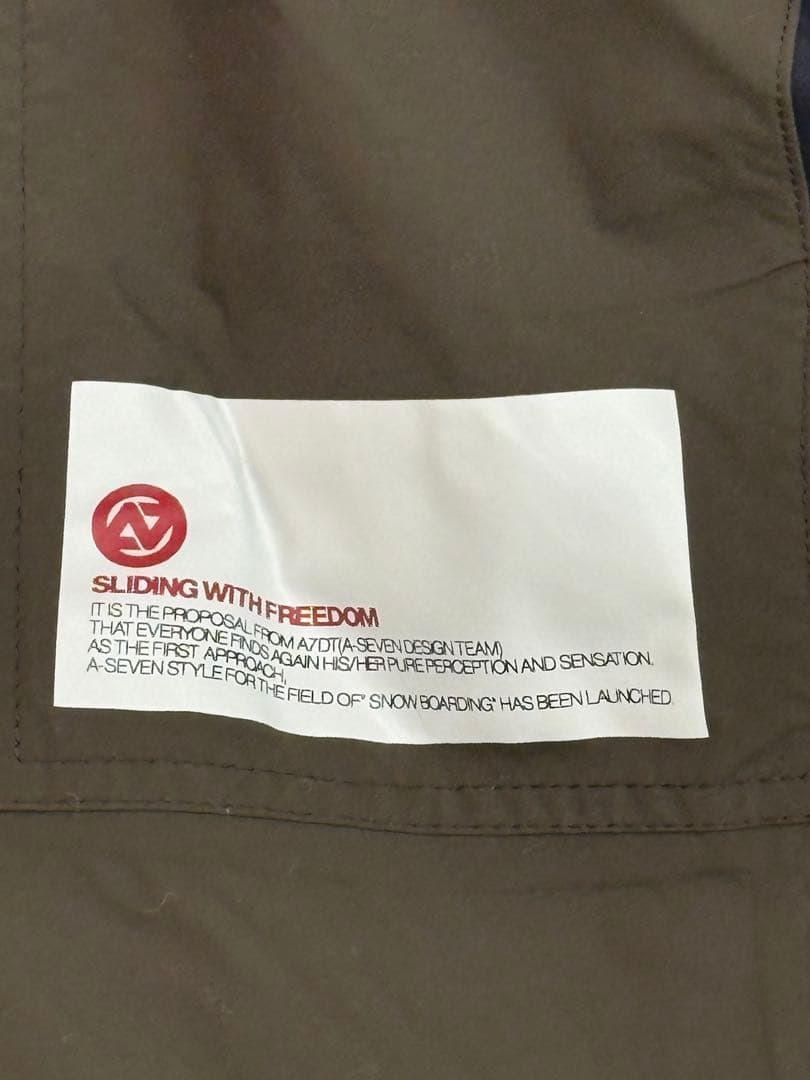 SLIDING WITH FREEDOM
IT IS THE PROPOSAL FROM A7DT(A-SEVEN DESIGN TEAM)
THAT EVERYONE FINDS AGAIN HIS/HER PURE PERCEPTION AND SENSATION.
AS THE FIRST APPROACH,
A-SEVEN STYLE FOR THE FIELD OF" SNOW BOARDING" HAS BEEN LAUNCHED.